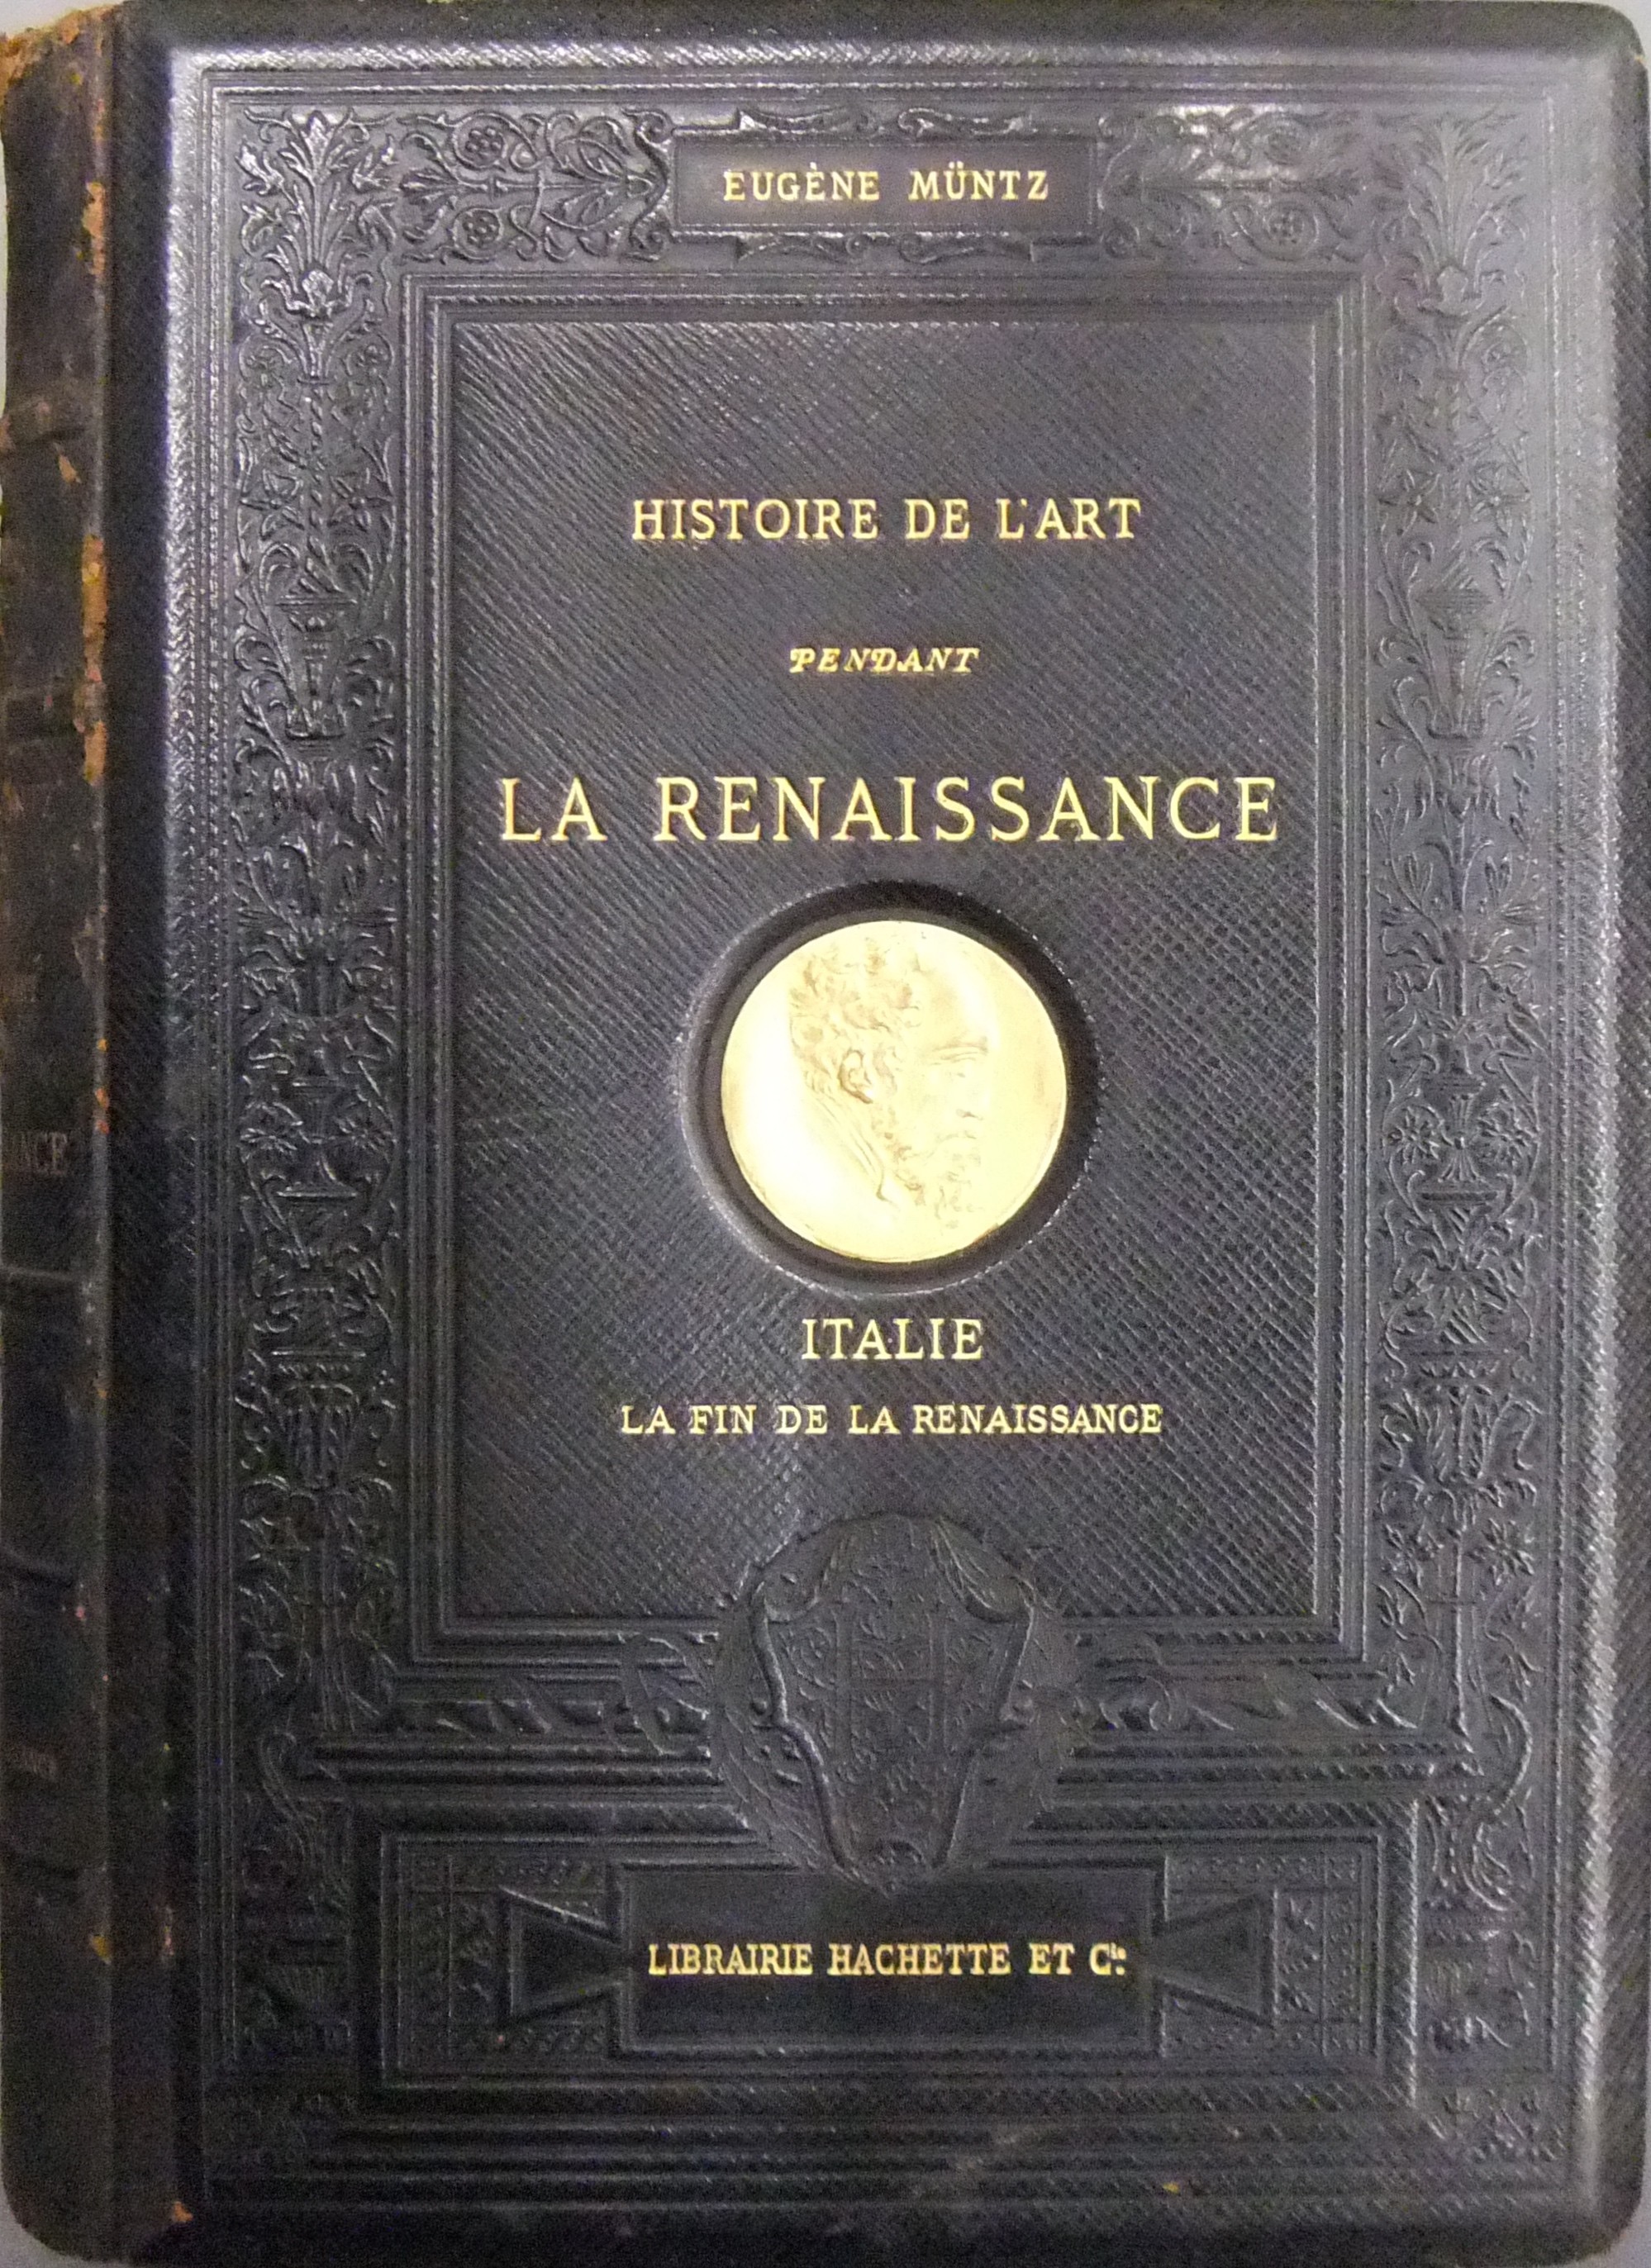 EUGÈNE MÜNTZ
HISTOIRE DE L'ART
PENDANT
LA RENAISSANCE
ITALIE
LA FIN DE LA RENAISSANCE
LIBRAIRIE HACHETTE ET Cie